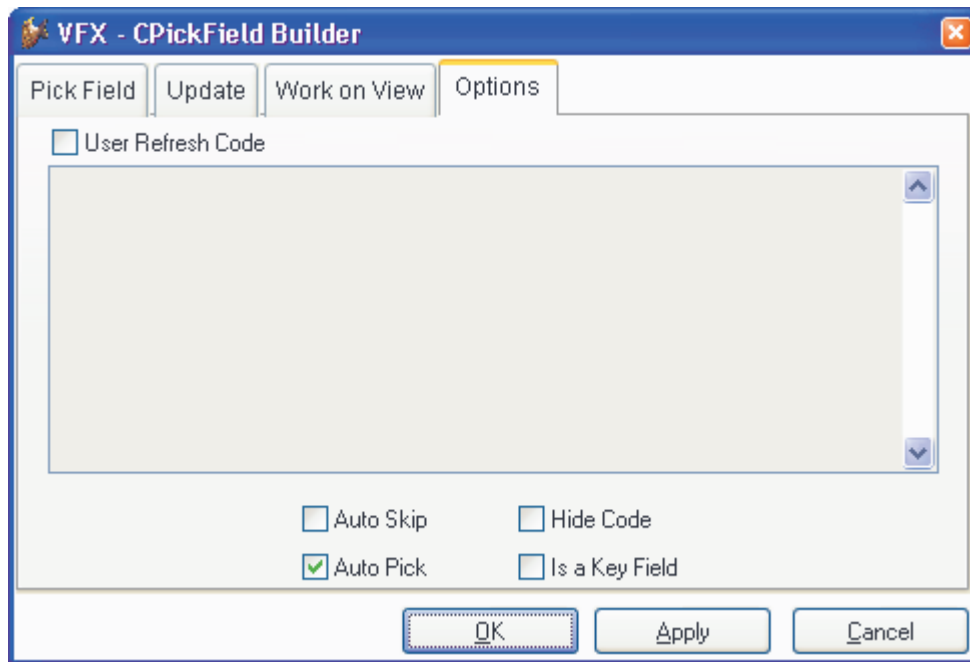 VFX - CPickField Builder
Pick Field Update Work on View Options
User Refresh Code
Auto Skip Hide Code
Auto Pick Is a Key Field
OK Apply Cancel